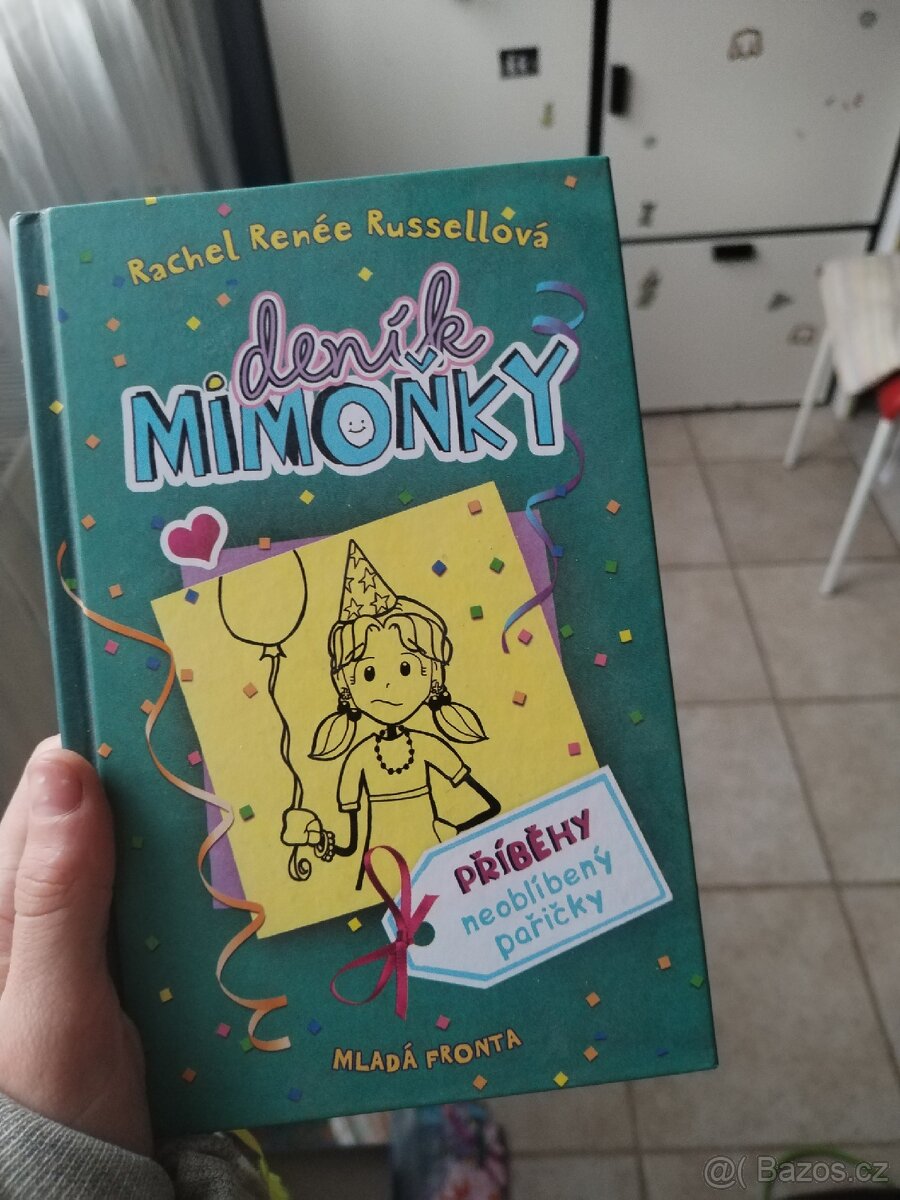 Rachel Renée Russellová
deník
MIMOŇKY
PŘÍBĚHY
neoblíbený
pařičky
MLADÁ FRONTA
@( Bazos.cz